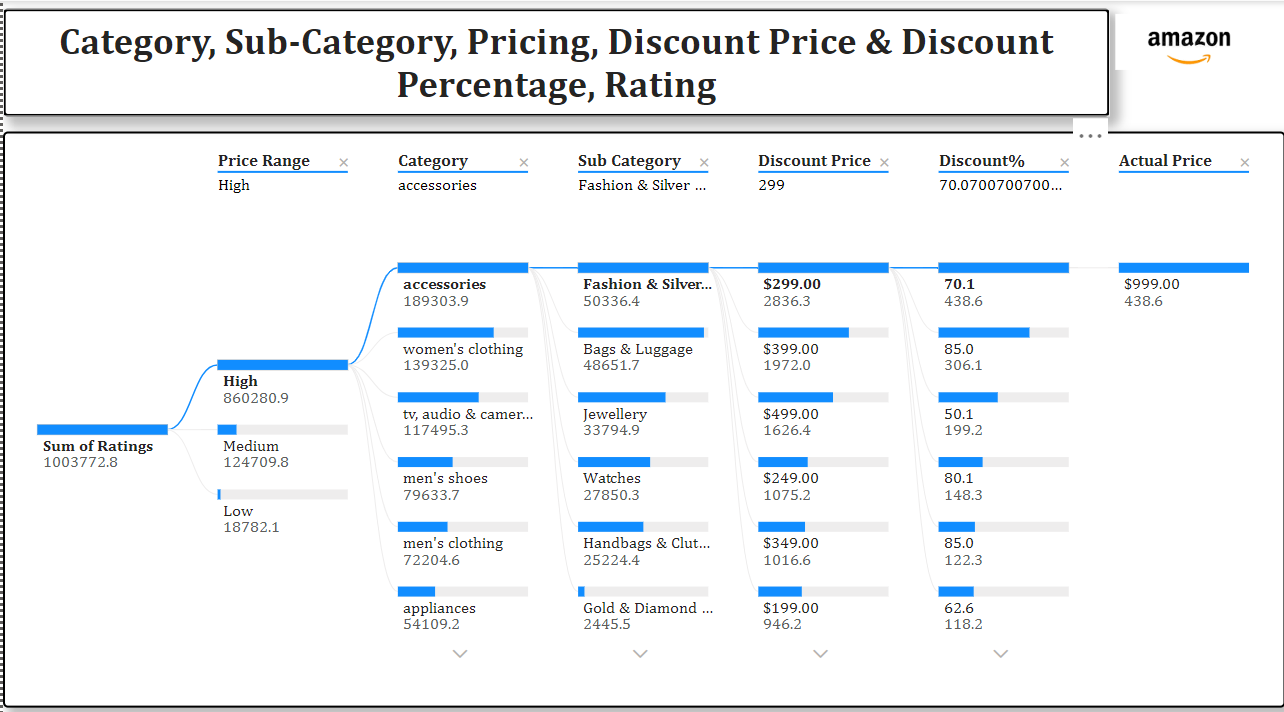 Category, Sub-Category, Pricing, Discount Price & Discount
Percentage, Rating
amazon
Price Range
High
Category
accessories
Sub Category
Fashion & Silver ...
Discount Price
299
Discount%
70.0700700700...
Actual Price
Sum of Ratings
1003772.8
High
860280.9
Medium
124709.8
Low
18782.1
accessories
189303.9
women's clothing
139325.0
tv, audio & camer...
117495.3
men's shoes
79633.7
men's clothing
72204.6
appliances
54109.2
Fashion & Silver...
50336.4
Bags & Luggage
48651.7
Jewellery
33794.9
Watches
27850.3
Handbags & Clut...
25224.4
Gold & Diamond ...
2445.5
$299.00
2836.3
$399.00
1972.0
$499.00
1626.4
$249.00
1075.2
$349.00
1016.6
$199.00
946.2
70.1
438.6
85.0
306.1
50.1
199.2
80.1
148.3
85.0
122.3
62.6
118.2
$999.00
438.6